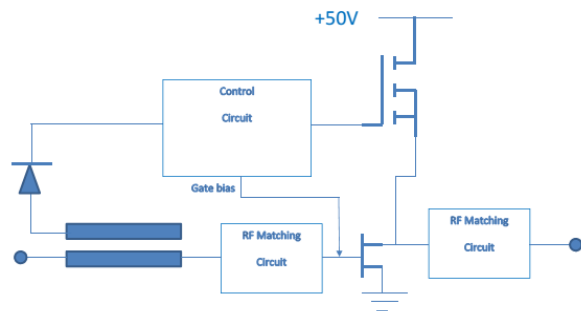 +50V
Control
Circuit
Gate bias
RF Matching
Circuit
RF Matching
Circuit